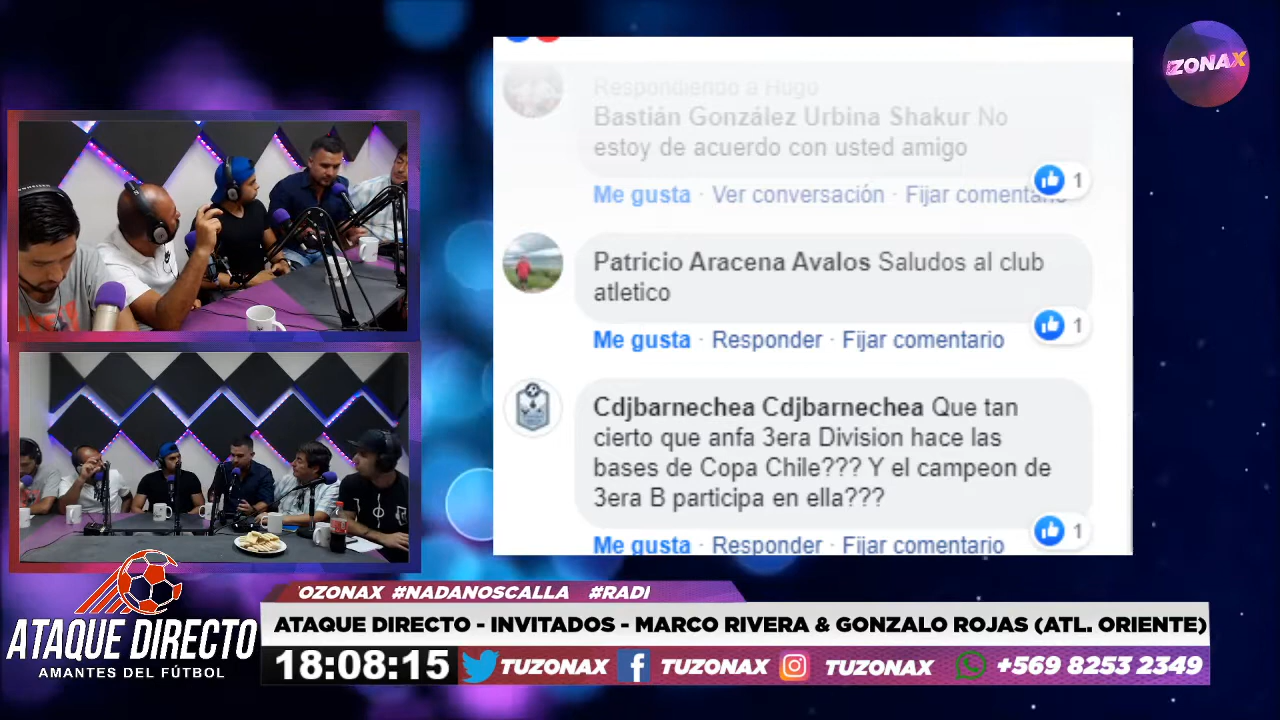 ZONAX
Respondiendo a Hugo
Bastián González Urbina Shakur No
estoy de acuerdo con usted amigo
Me gusta · Ver conversación · Fijar comentario
1
Patricio Aracena Avalos Saludos al club
atletico
Me gusta · Responder · Fijar comentario
1
Cdjbarnechea Cdjbarnechea Que tan
cierto que anfa 3era Division hace las
bases de Copa Chile??? Y el campeon de
3era B participa en ella???
Me gusta · Responder · Fijar comentario
1
ATAQUE DIRECTO
AMANTES DEL FÚTBOL
OZONAX #NADANOSCALLA #RADI
ATAQUE DIRECTO - INVITADOS - MARCO RIVERA & GONZALO ROJAS (ATL. ORIENTE)
18:08:15 TUZONAX TUZONAX TUZONAX +569 8253 2349